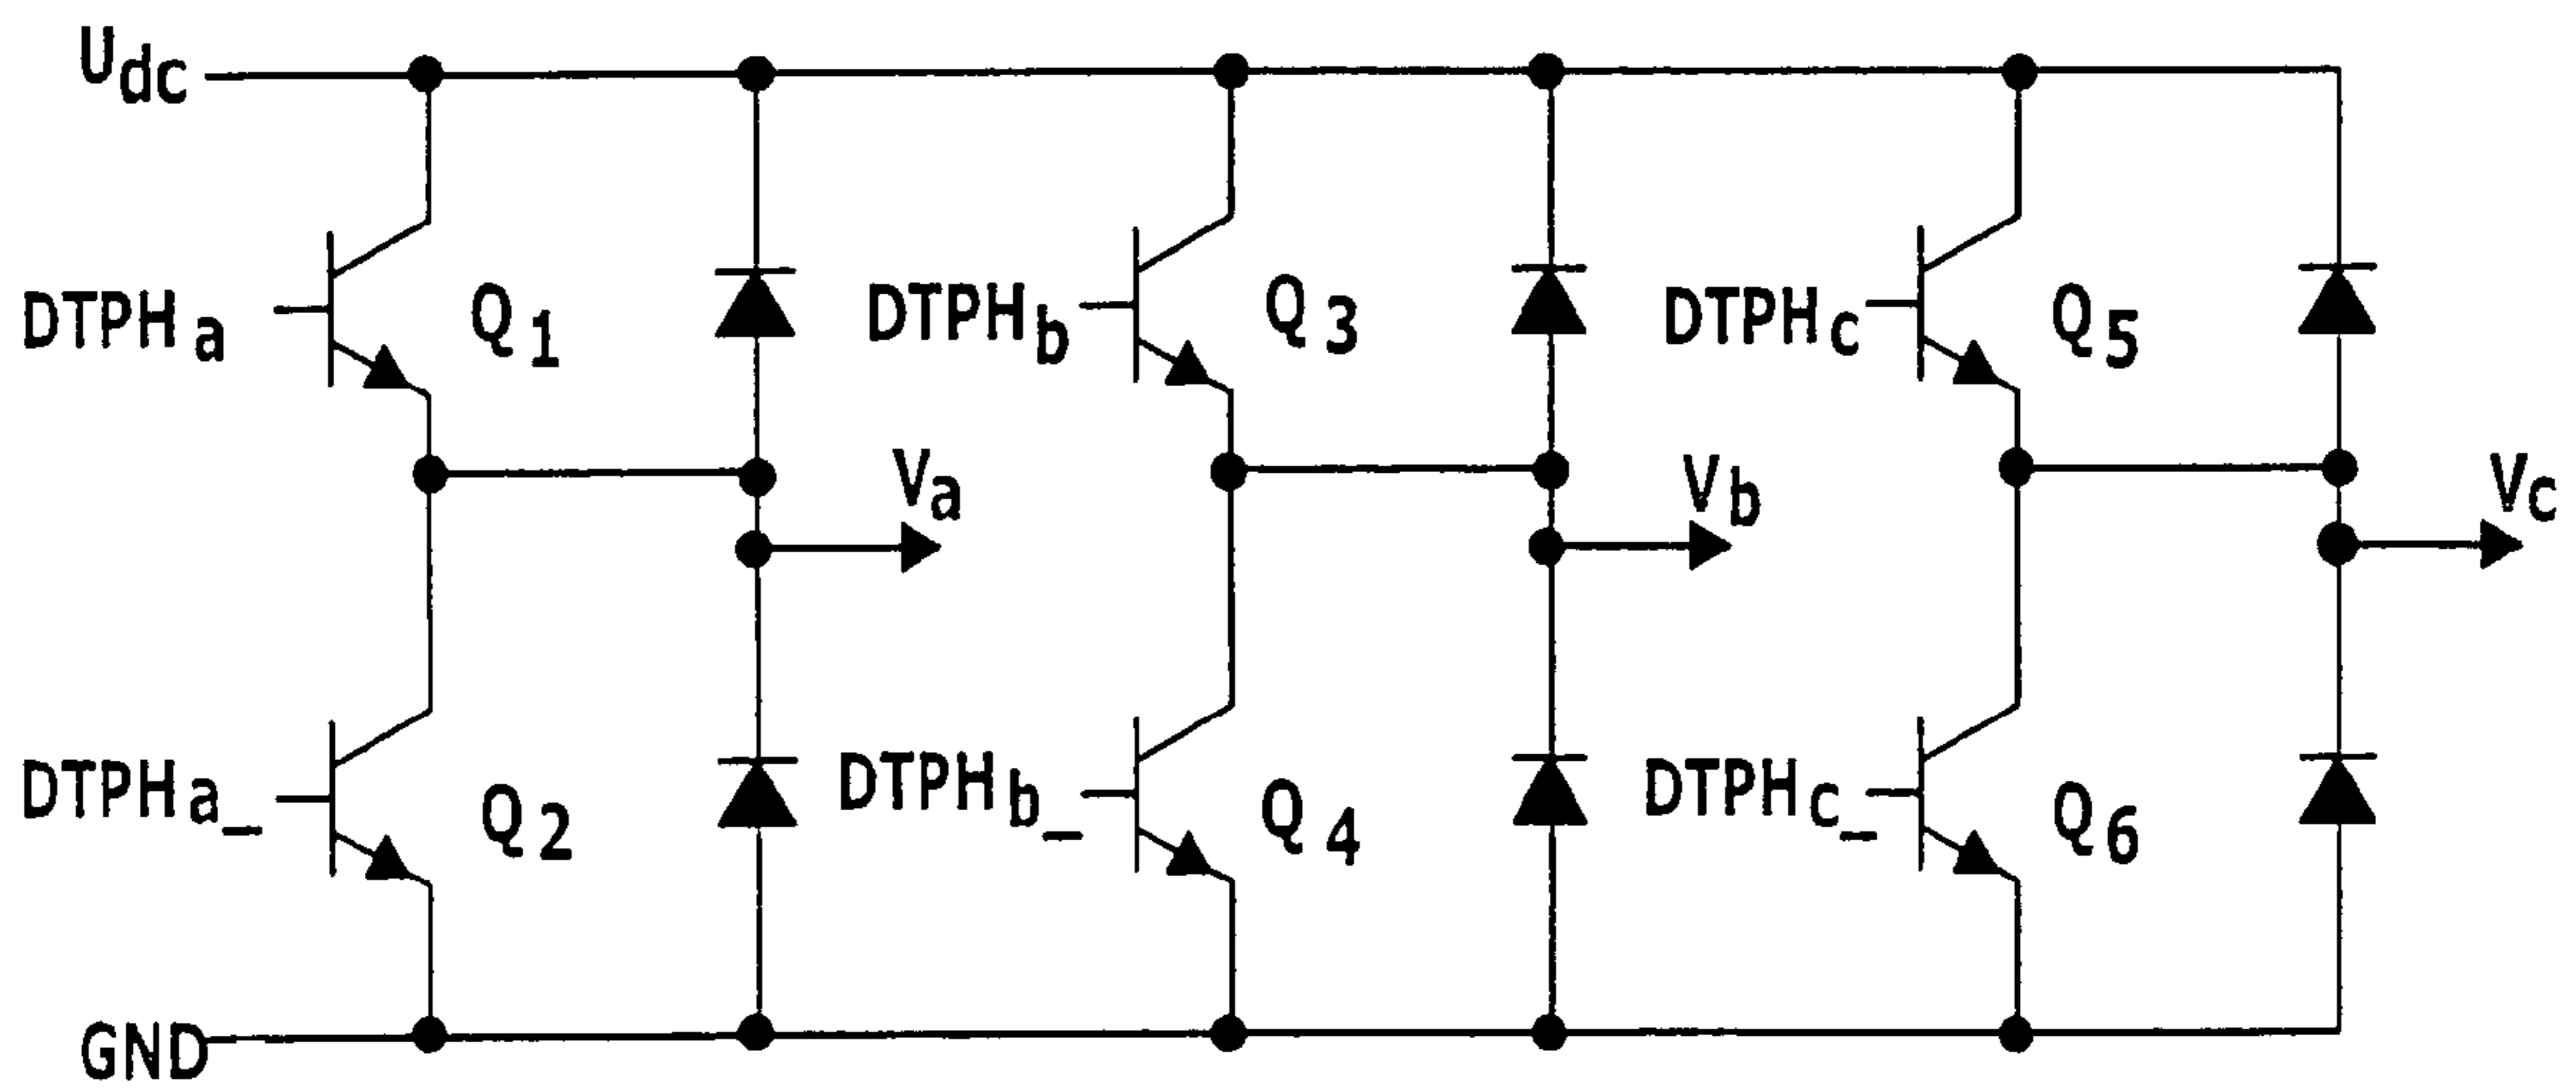 Udc
DTPHa
Q1
DTPHb
Q3
DTPHc
Q5
Va
Vb
Vc
DTPHa_
Q2
DTPHb_
Q4
DTPHc_
Q6
GND